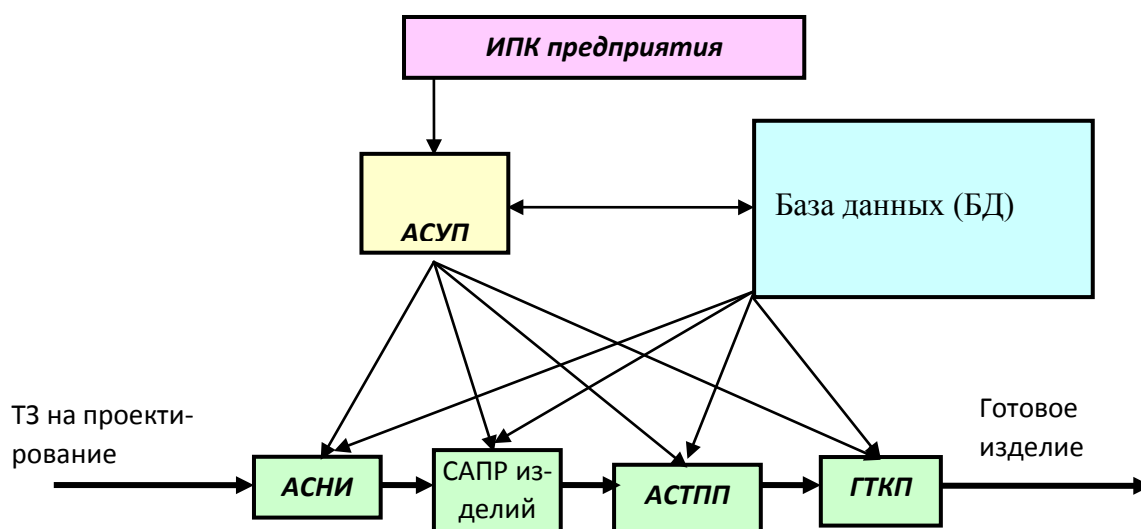 ИПК предприятия
АСУП
База данных (БД)
ТЗ на проекти-
рование
Готовое
изделие
АСНИ
САПР из-
делий
АСТПП
ГТКП